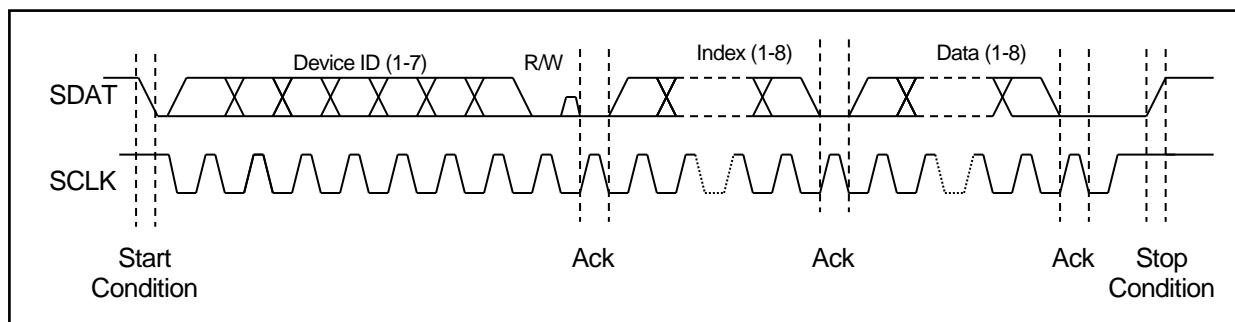 Device ID (1-7)
R/W
Index (1-8)
Data (1-8)
SDAT
SCLK
Start
Condition
Ack
Ack
Ack
Stop
Condition